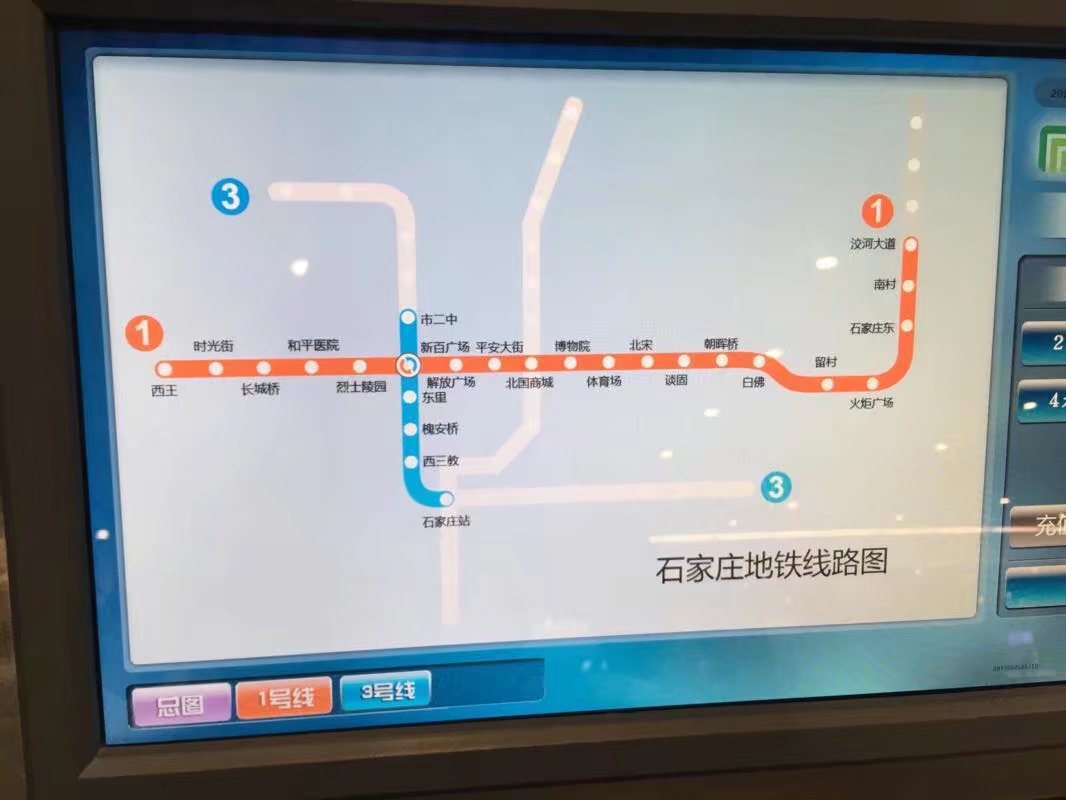 3
1
洨河大道
南村
石家庄东
市二中
1
时光街
和平医院
新百广场
平安大街
博物院
北宋
朝晖桥
留村
西王
长城桥
烈士陵园
解放广场
北国商城
体育场
谈固
白佛
火炬广场
东里
槐安桥
西三教
3
石家庄站
石家庄地铁线路图
总图
1号线
3号线
2
充值